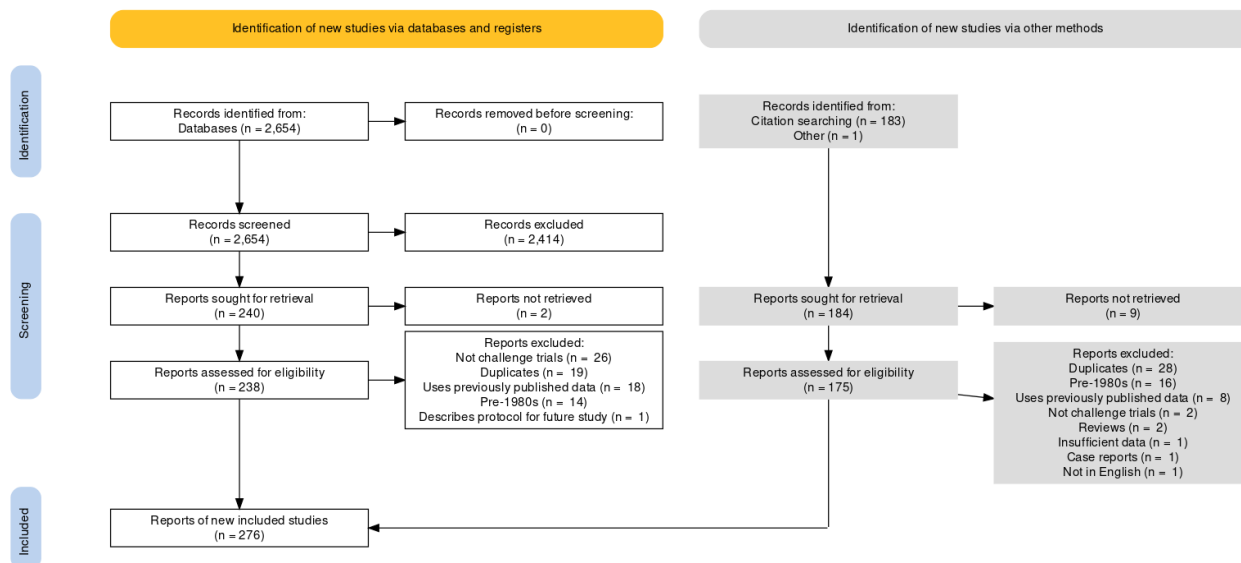 Identification of new studies via databases and registers
Identification of new studies via other methods
Identification
Records identified from:
Databases (n = 2,654)
Records removed before screening:
(n = 0)
Records identified from:
Citation searching (n = 183)
Other (n = 1)
Screening
Records screened
(n = 2,654)
Records excluded
(n = 2,414)
Reports sought for retrieval
(n = 240)
Reports not retrieved
(n = 2)
Reports sought for retrieval
(n = 184)
Reports not retrieved
(n = 9)
Reports assessed for eligibility
(n = 238)
Reports excluded:
Not challenge trials (n = 26)
Duplicates (n = 19)
Uses previously published data (n = 18)
Pre-1980s (n = 14)
Describes protocol for future study (n = 1)
Reports assessed for eligibility
(n = 175)
Reports excluded:
Duplicates (n = 28)
Pre-1980s (n = 16)
Uses previously published data (n = 8)
Not challenge trials (n = 2)
Reviews (n = 2)
Insufficient data (n = 1)
Case reports (n = 1)
Not in English (n = 1)
Included
Reports of new included studies
(n = 276)